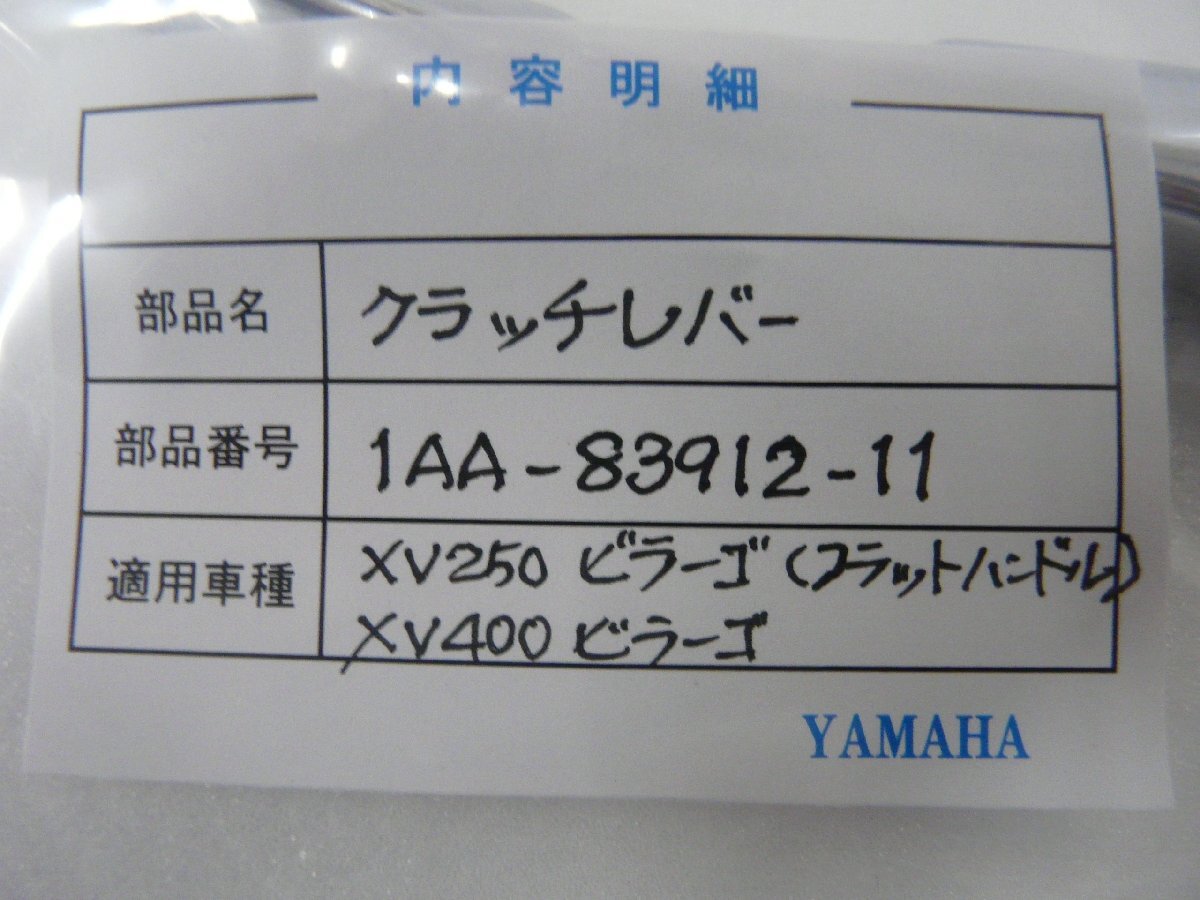 内容明細
部品名 クラッチレバー
部品番号 1AA-83912-11
適用車種 XV250 ビラーゴ(フラットハンドル)
XV400 ビラーゴ
YAMAHA